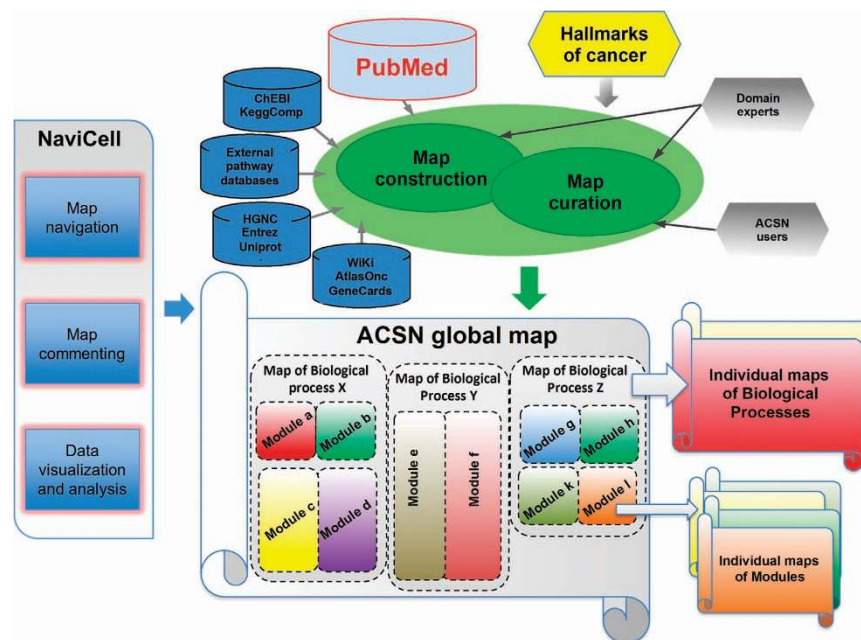 Hallmarks
of cancer
PubMed
ChEBI
KeggComp
Domain
experts
NaviCell
External
pathway
databases
Map
construction
Map
curation
Map
navigation
HGNC
Entrez
Uniprot
ACSN
users
WiKi
AtlasOnc
GeneCards
Map
commenting
Data
visualization
and analysis
ACSN global map
Map of Biological
process X
Map of Biological
Process Y
Map of Biological
Process Z
Module a
Module b
Module c
Module d
Module e
Module f
Module g
Module h
Module k
Module l
Individual maps
of Biological
Processes
Individual maps
of Modules